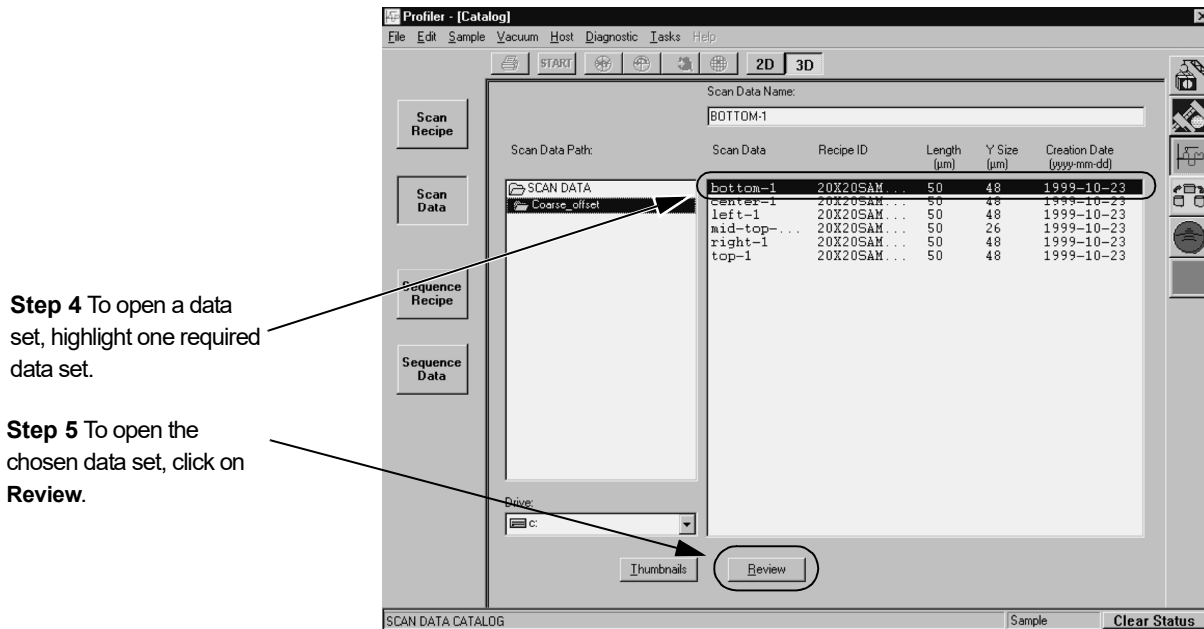 Profiler - [Catalog]
File Edit Sample Vacuum Host Diagnostic Tasks Help
START 2D 3D
Scan Data Name:
BOTTOM-1
Scan
Recipe
Scan Data Path:
Scan Data Recipe ID Length (µm) Y Size (µm) Creation Date (yyyy-mm-dd)
SCAN DATA
Coarse_offset
bottom-1 20X20SAM... 50 48 1999-10-23
center-1 20X20SAM... 50 48 1999-10-23
left-1 20X20SAM... 50 48 1999-10-23
mid-top-... 20X20SAM... 50 26 1999-10-23
right-1 20X20SAM... 50 48 1999-10-23
top-1 20X20SAM... 50 48 1999-10-23
Scan
Data
Sequence
Recipe
Sequence
Data
Step 4 To open a data
set, highlight one required
data set.
Step 5 To open the
chosen data set, click on
Review.
Drive:
c:
Thumbnails Review
SCAN DATA CATALOG Sample Clear Status